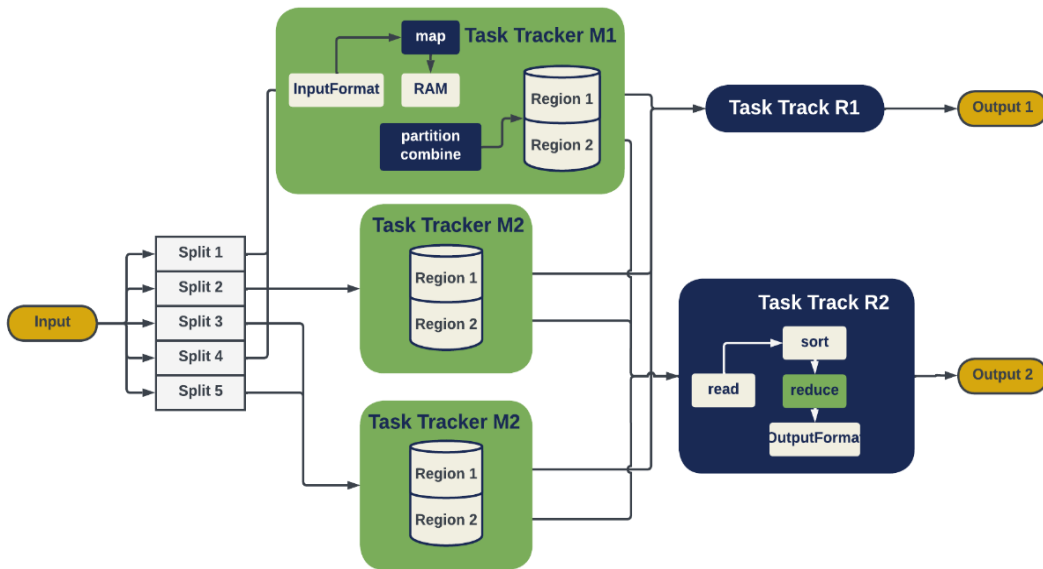 Task Tracker M1
map
InputFormat
RAM
Region 1
partition
combine
Region 2
Task Track R1
Output 1
Task Tracker M2
Region 1
Region 2
Split 1
Split 2
Split 3
Split 4
Split 5
Input
Task Track R2
sort
read
reduce
OutputFormat
Output 2
Task Tracker M2
Region 1
Region 2